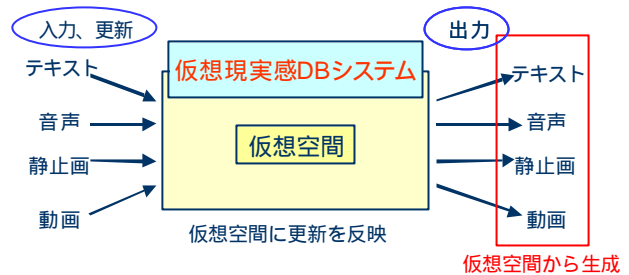 入力、更新
出力
テキスト
音声
静止画
動画
仮想現実感DBシステム
仮想空間
仮想空間に更新を反映
テキスト
音声
静止画
動画
仮想空間から生成